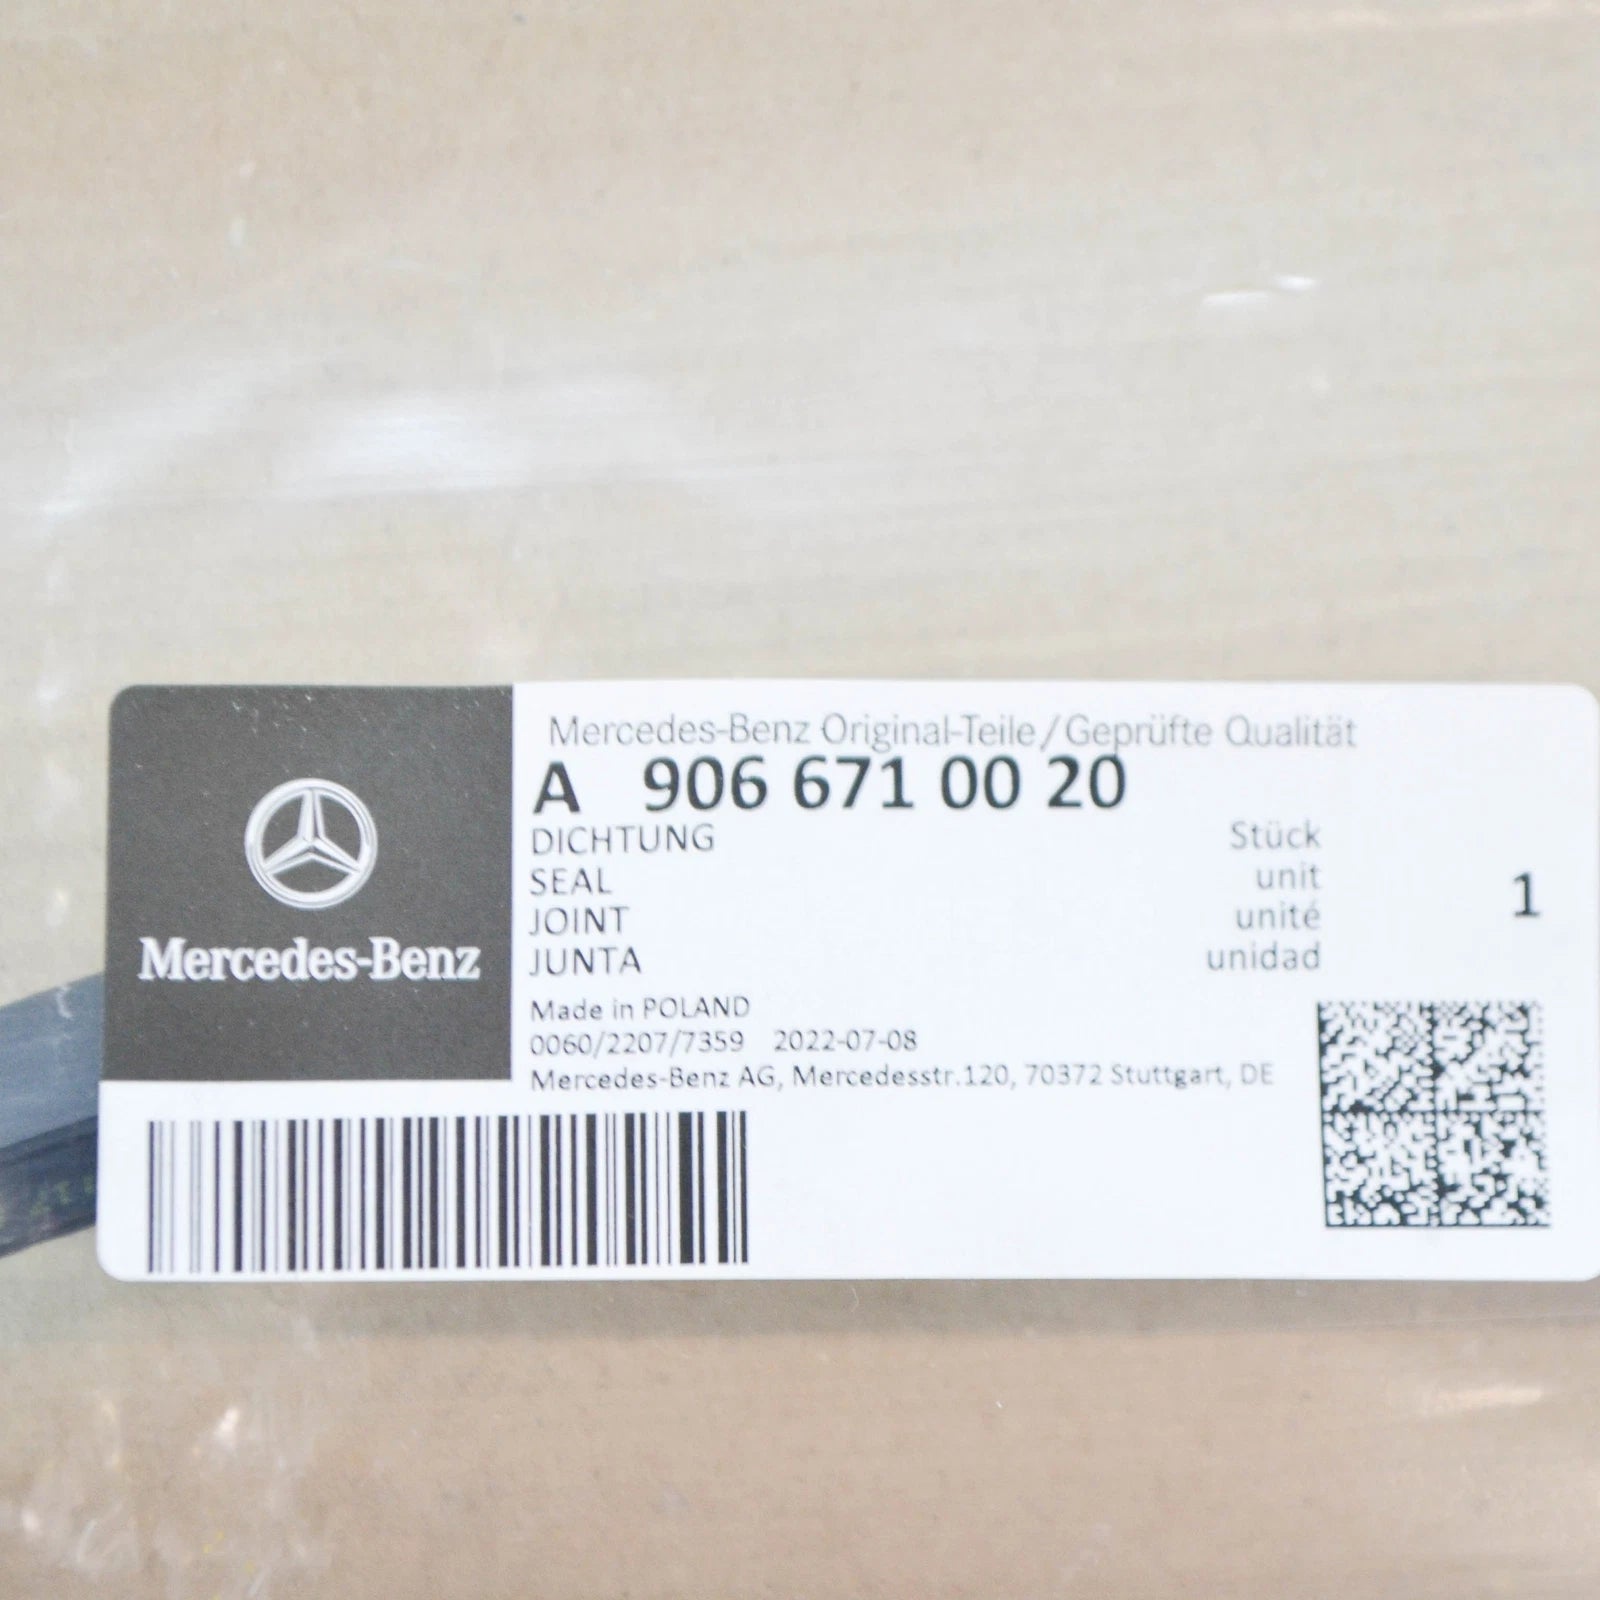 Mercedes-Benz
Mercedes-Benz Original-Teile/Geprüfte Qualität
A 906 671 00 20
DICHTUNG
SEAL
JOINT
JUNTA
Stück
unit
unité
unidad
1
Made in POLAND
0060/2207/7359 2022-07-08
Mercedes-Benz AG, Mercedesstr.120, 70372 Stuttgart, DE